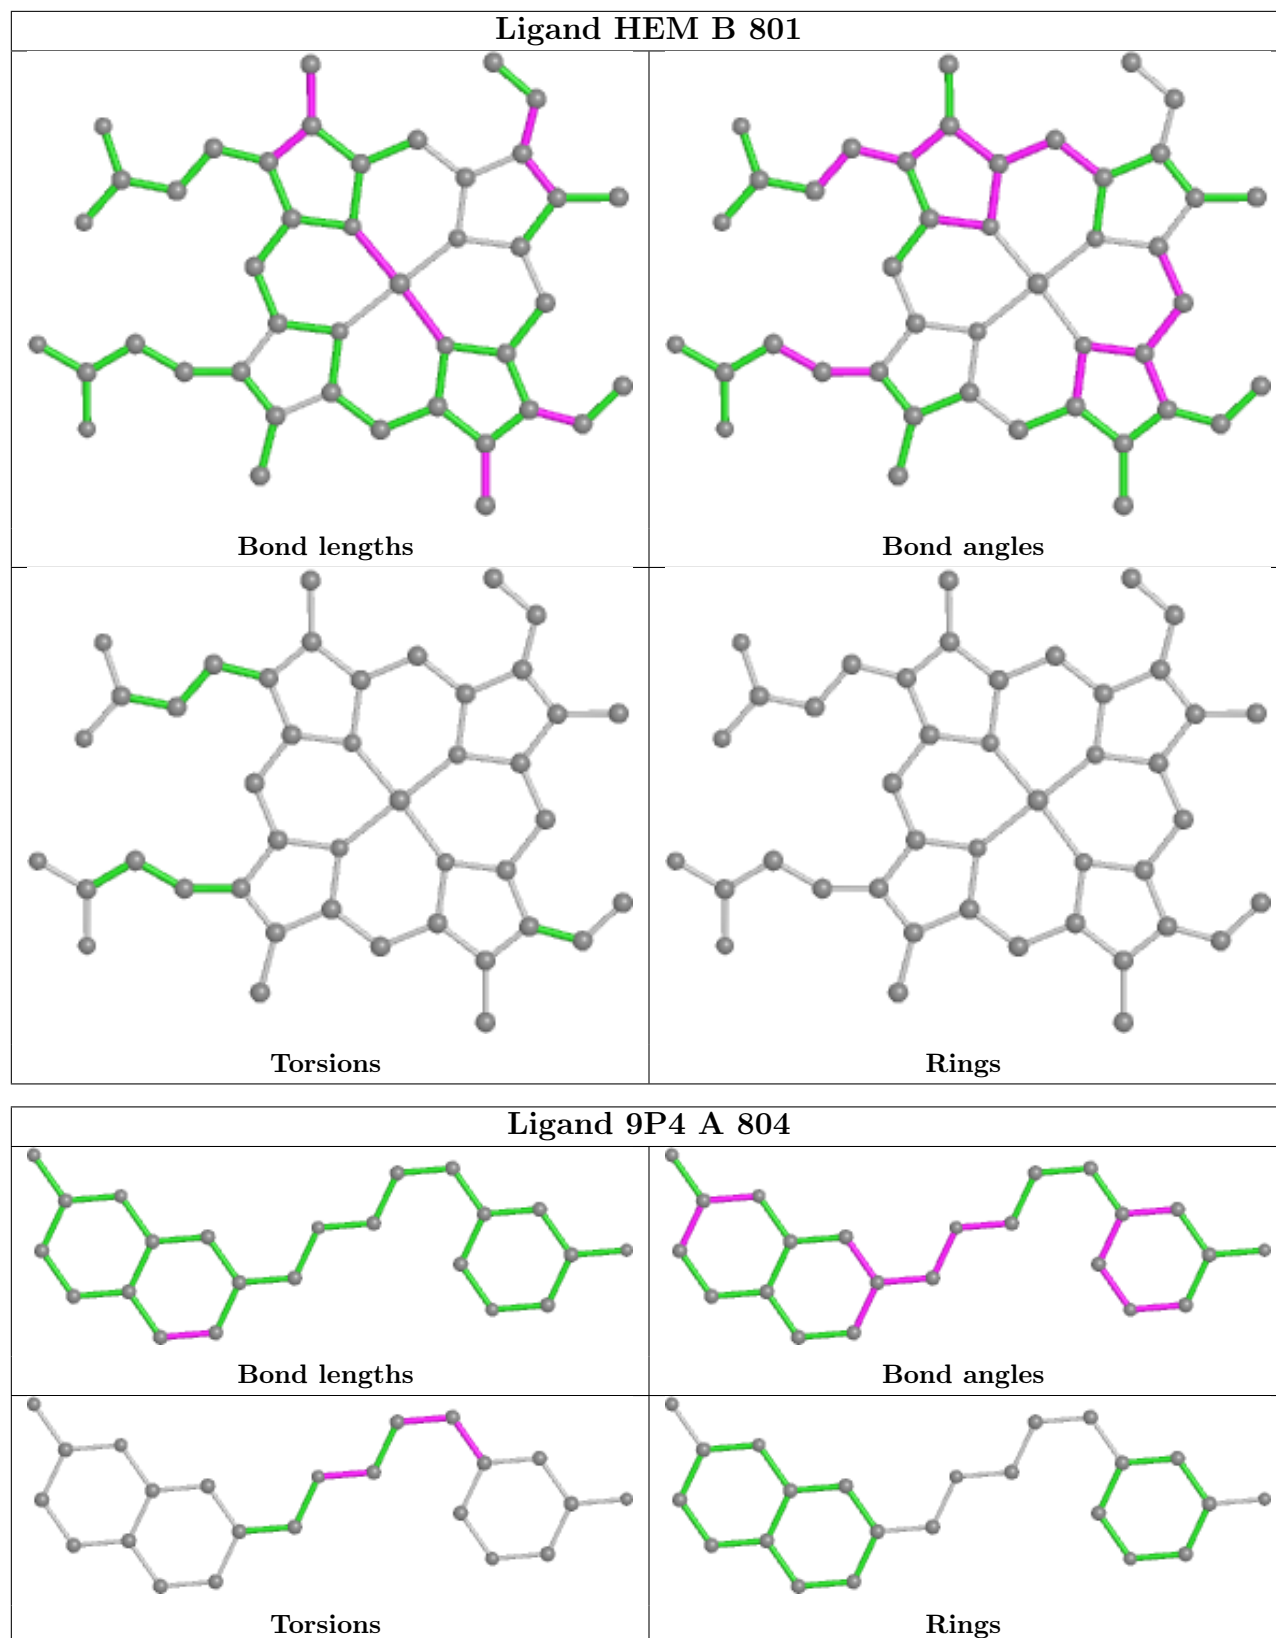 Ligand HEM B 801
Bond lengths
Bond angles
Torsions
Rings
Ligand 9P4 A 804
Bond lengths
Bond angles
Torsions
Rings